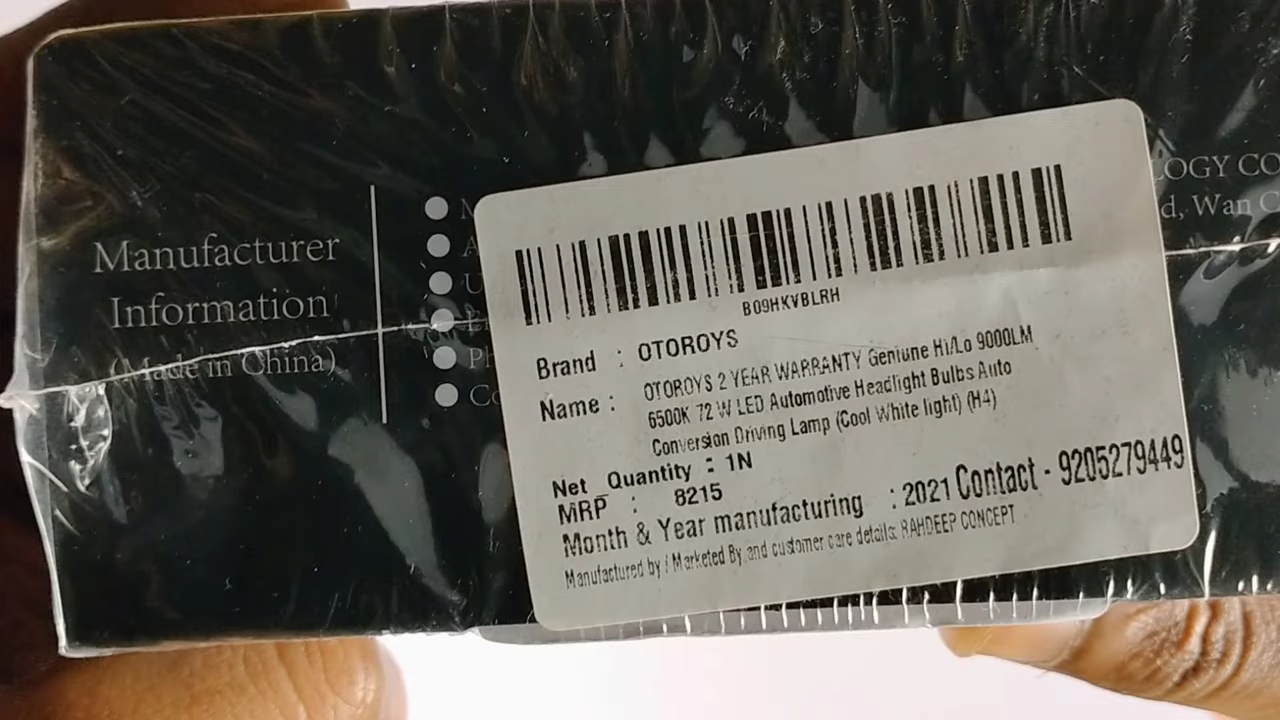 Manufacturer
Information
(Made in China)
LOGY CO
d, Wan C
B09HKVBLRH
Brand : OTOROYS
Name : OTOROYS 2 YEAR WARRANTY Geniune Hi/Lo 9000LM
6500K 72 W LED Automotive Headlight Bulbs Auto
Conversion Driving Lamp (Cool White light) (H4)
Net Quantity : 1N
MRP : 8215
Month & Year manufacturing : 2021 Contact - 9205279449
Manufactured by / Marketed By and customer care details: RAHDEEP CONCEPT